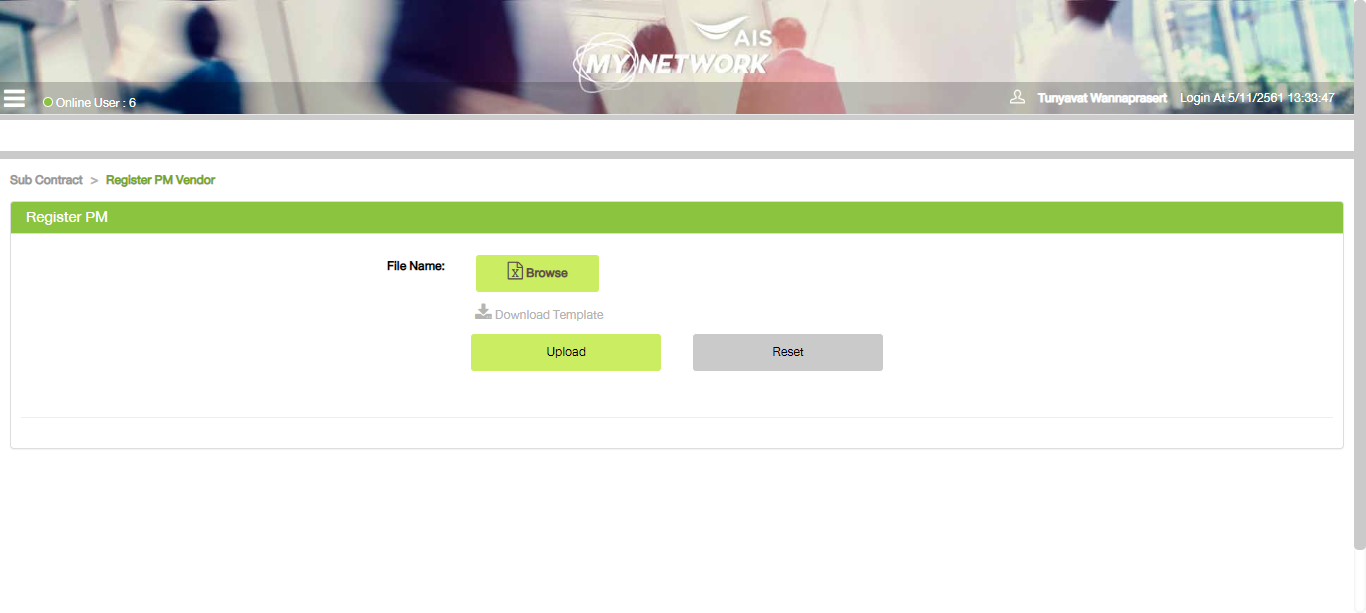 AIS
MY NETWORK
Online User : 6
Tunyavat Wannaprasert Login At 5/11/2561 13:33:47
Sub Contract > Register PM Vendor
Register PM
File Name: Browse
Download Template
Upload Reset